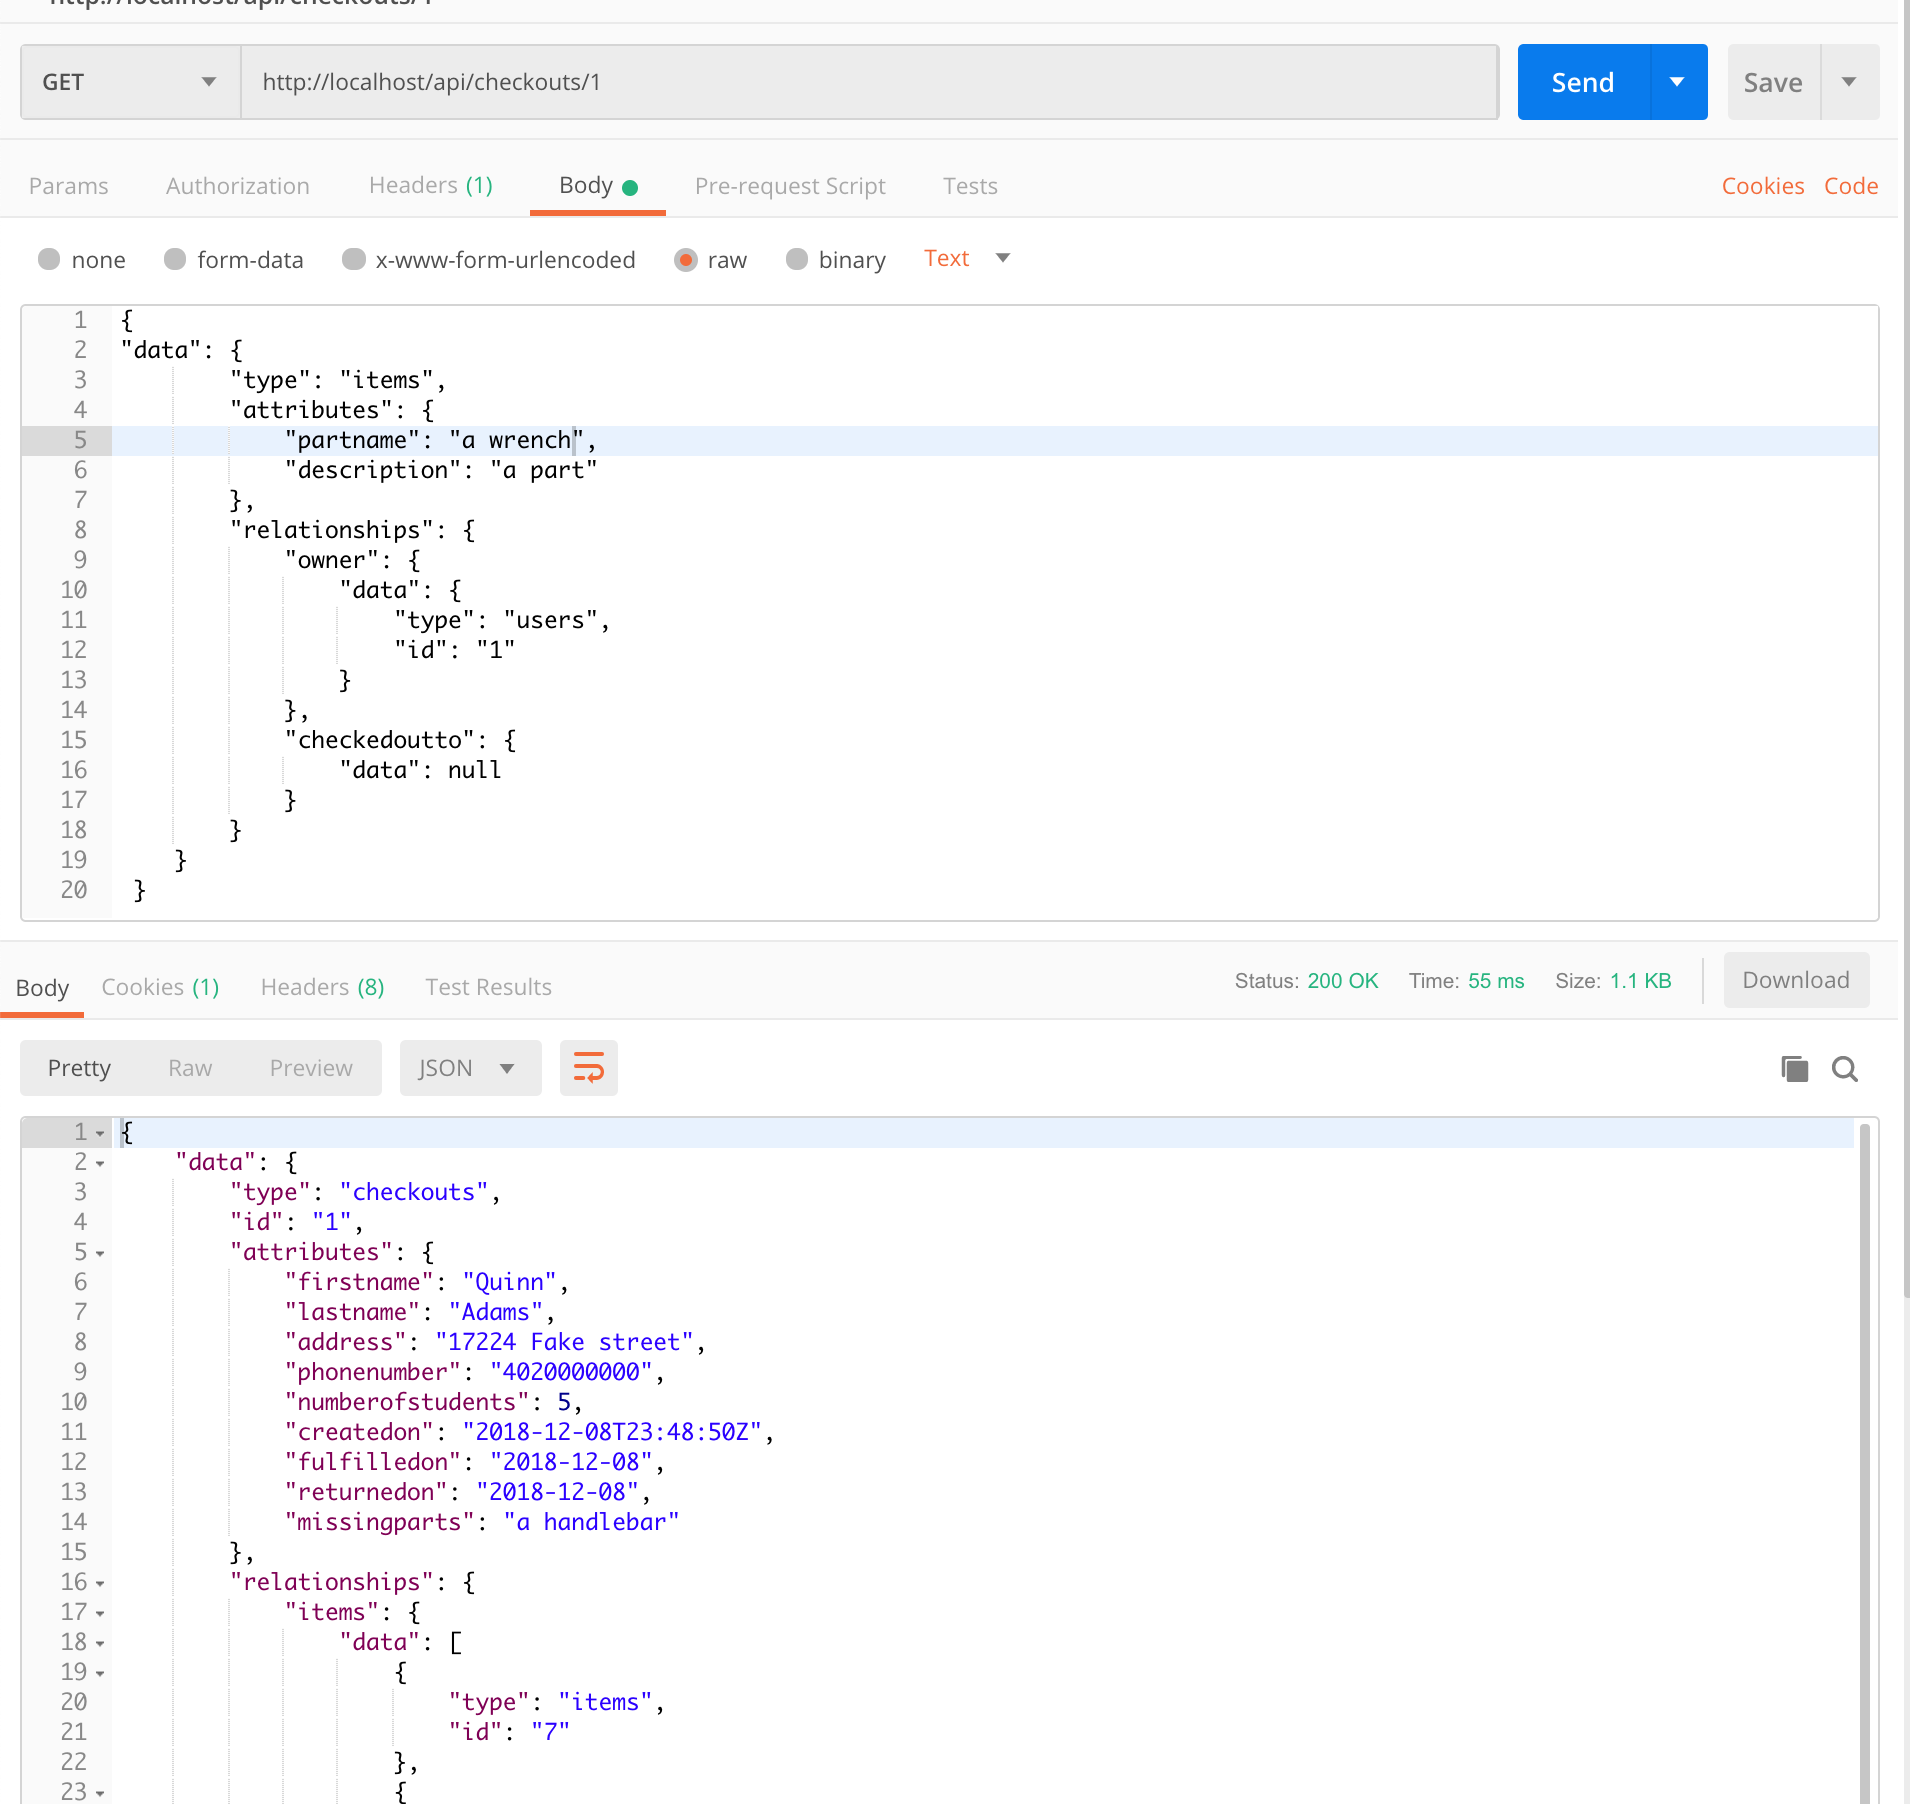 http://localhost/api/checkouts/1
GET http://localhost/api/checkouts/1 Send Save
Params Authorization Headers (1) Body Pre-request Script Tests Cookies Code
none form-data x-www-form-urlencoded raw binary Text
1 {
2 "data": {
3 "type": "items",
4 "attributes": {
5 "partname": "a wrench",
6 "description": "a part"
7 },
8 "relationships": {
9 "owner": {
10 "data": {
11 "type": "users",
12 "id": "1"
13 }
14 },
15 "checkedoutto": {
16 "data": null
17 }
18 }
19 }
20 }
Body Cookies (1) Headers (8) Test Results Status: 200 OK Time: 55 ms Size: 1.1 KB Download
Pretty Raw Preview JSON
1 {
2 "data": {
3 "type": "checkouts",
4 "id": "1",
5 "attributes": {
6 "firstname": "Quinn",
7 "lastname": "Adams",
8 "address": "17224 Fake street",
9 "phonenumber": "4020000000",
10 "numberofstudents": 5,
11 "createdon": "2018-12-08T23:48:50Z",
12 "fulfilledon": "2018-12-08",
13 "returnedon": "2018-12-08",
14 "missingparts": "a handlebar"
15 },
16 "relationships": {
17 "items": {
18 "data": [
19 {
20 "type": "items",
21 "id": "7"
22 },
23 {